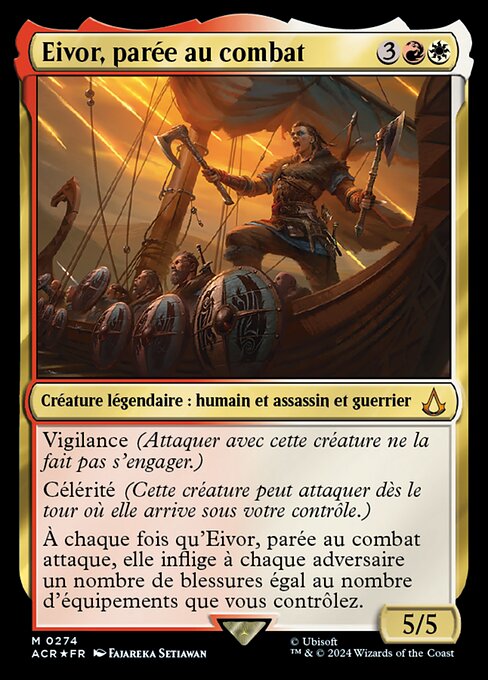 Eivor, parée au combat 3
Créature légendaire : humain et assassin et guerrier
Vigilance (Attaquer avec cette créature ne la
fait pas s'engager.)
Célérité (Cette créature peut attaquer dès le
tour où elle arrive sous votre contrôle.)
À chaque fois qu'Eivor, parée au combat
attaque, elle inflige à chaque adversaire
un nombre de blessures égal au nombre
d'équipements que vous contrôlez.
5/5
M 0274
ACR★FR Fajareka Setiawan
© Ubisoft
™ & © 2024 Wizards of the Coast